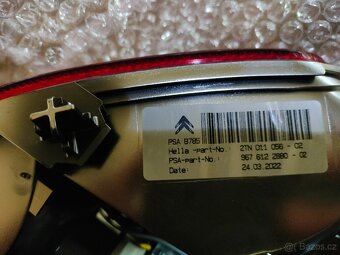 PSA B785
Hella -part-No.: 2TN 011 056 - 02
PSA-part-No.: 967 612 2880 - 02
Date: 24.03.2022
Bazos.cz